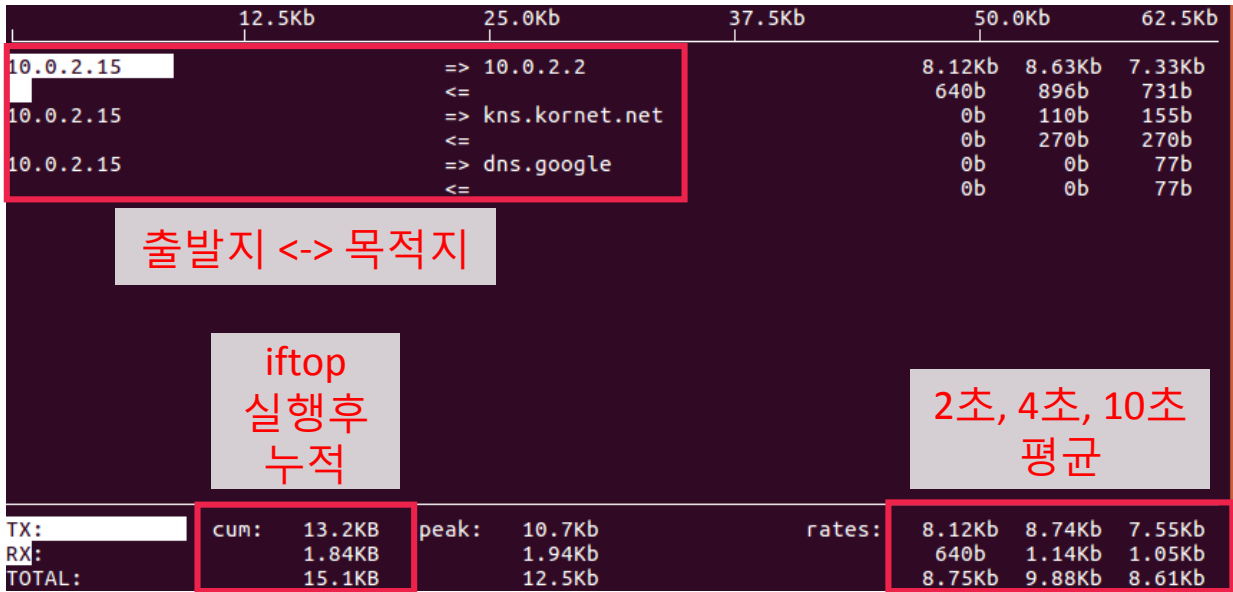 12.5Kb 25.0Kb 37.5Kb 50.0Kb 62.5Kb
10.0.2.15 => 10.0.2.2 8.12Kb 8.63Kb 7.33Kb
<= 640b 896b 731b
10.0.2.15 => kns.kornet.net 0b 110b 155b
<= 0b 270b 270b
10.0.2.15 => dns.google 0b 0b 77b
<= 0b 0b 77b
출발지 <-> 목적지
iftop
실행후
누적
2초, 4초, 10초
평균
TX: cum: 13.2KB peak: 10.7Kb rates: 8.12Kb 8.74Kb 7.55Kb
RX: 1.84KB 1.94Kb 640b 1.14Kb 1.05Kb
TOTAL: 15.1KB 12.5Kb 8.75Kb 9.88Kb 8.61Kb